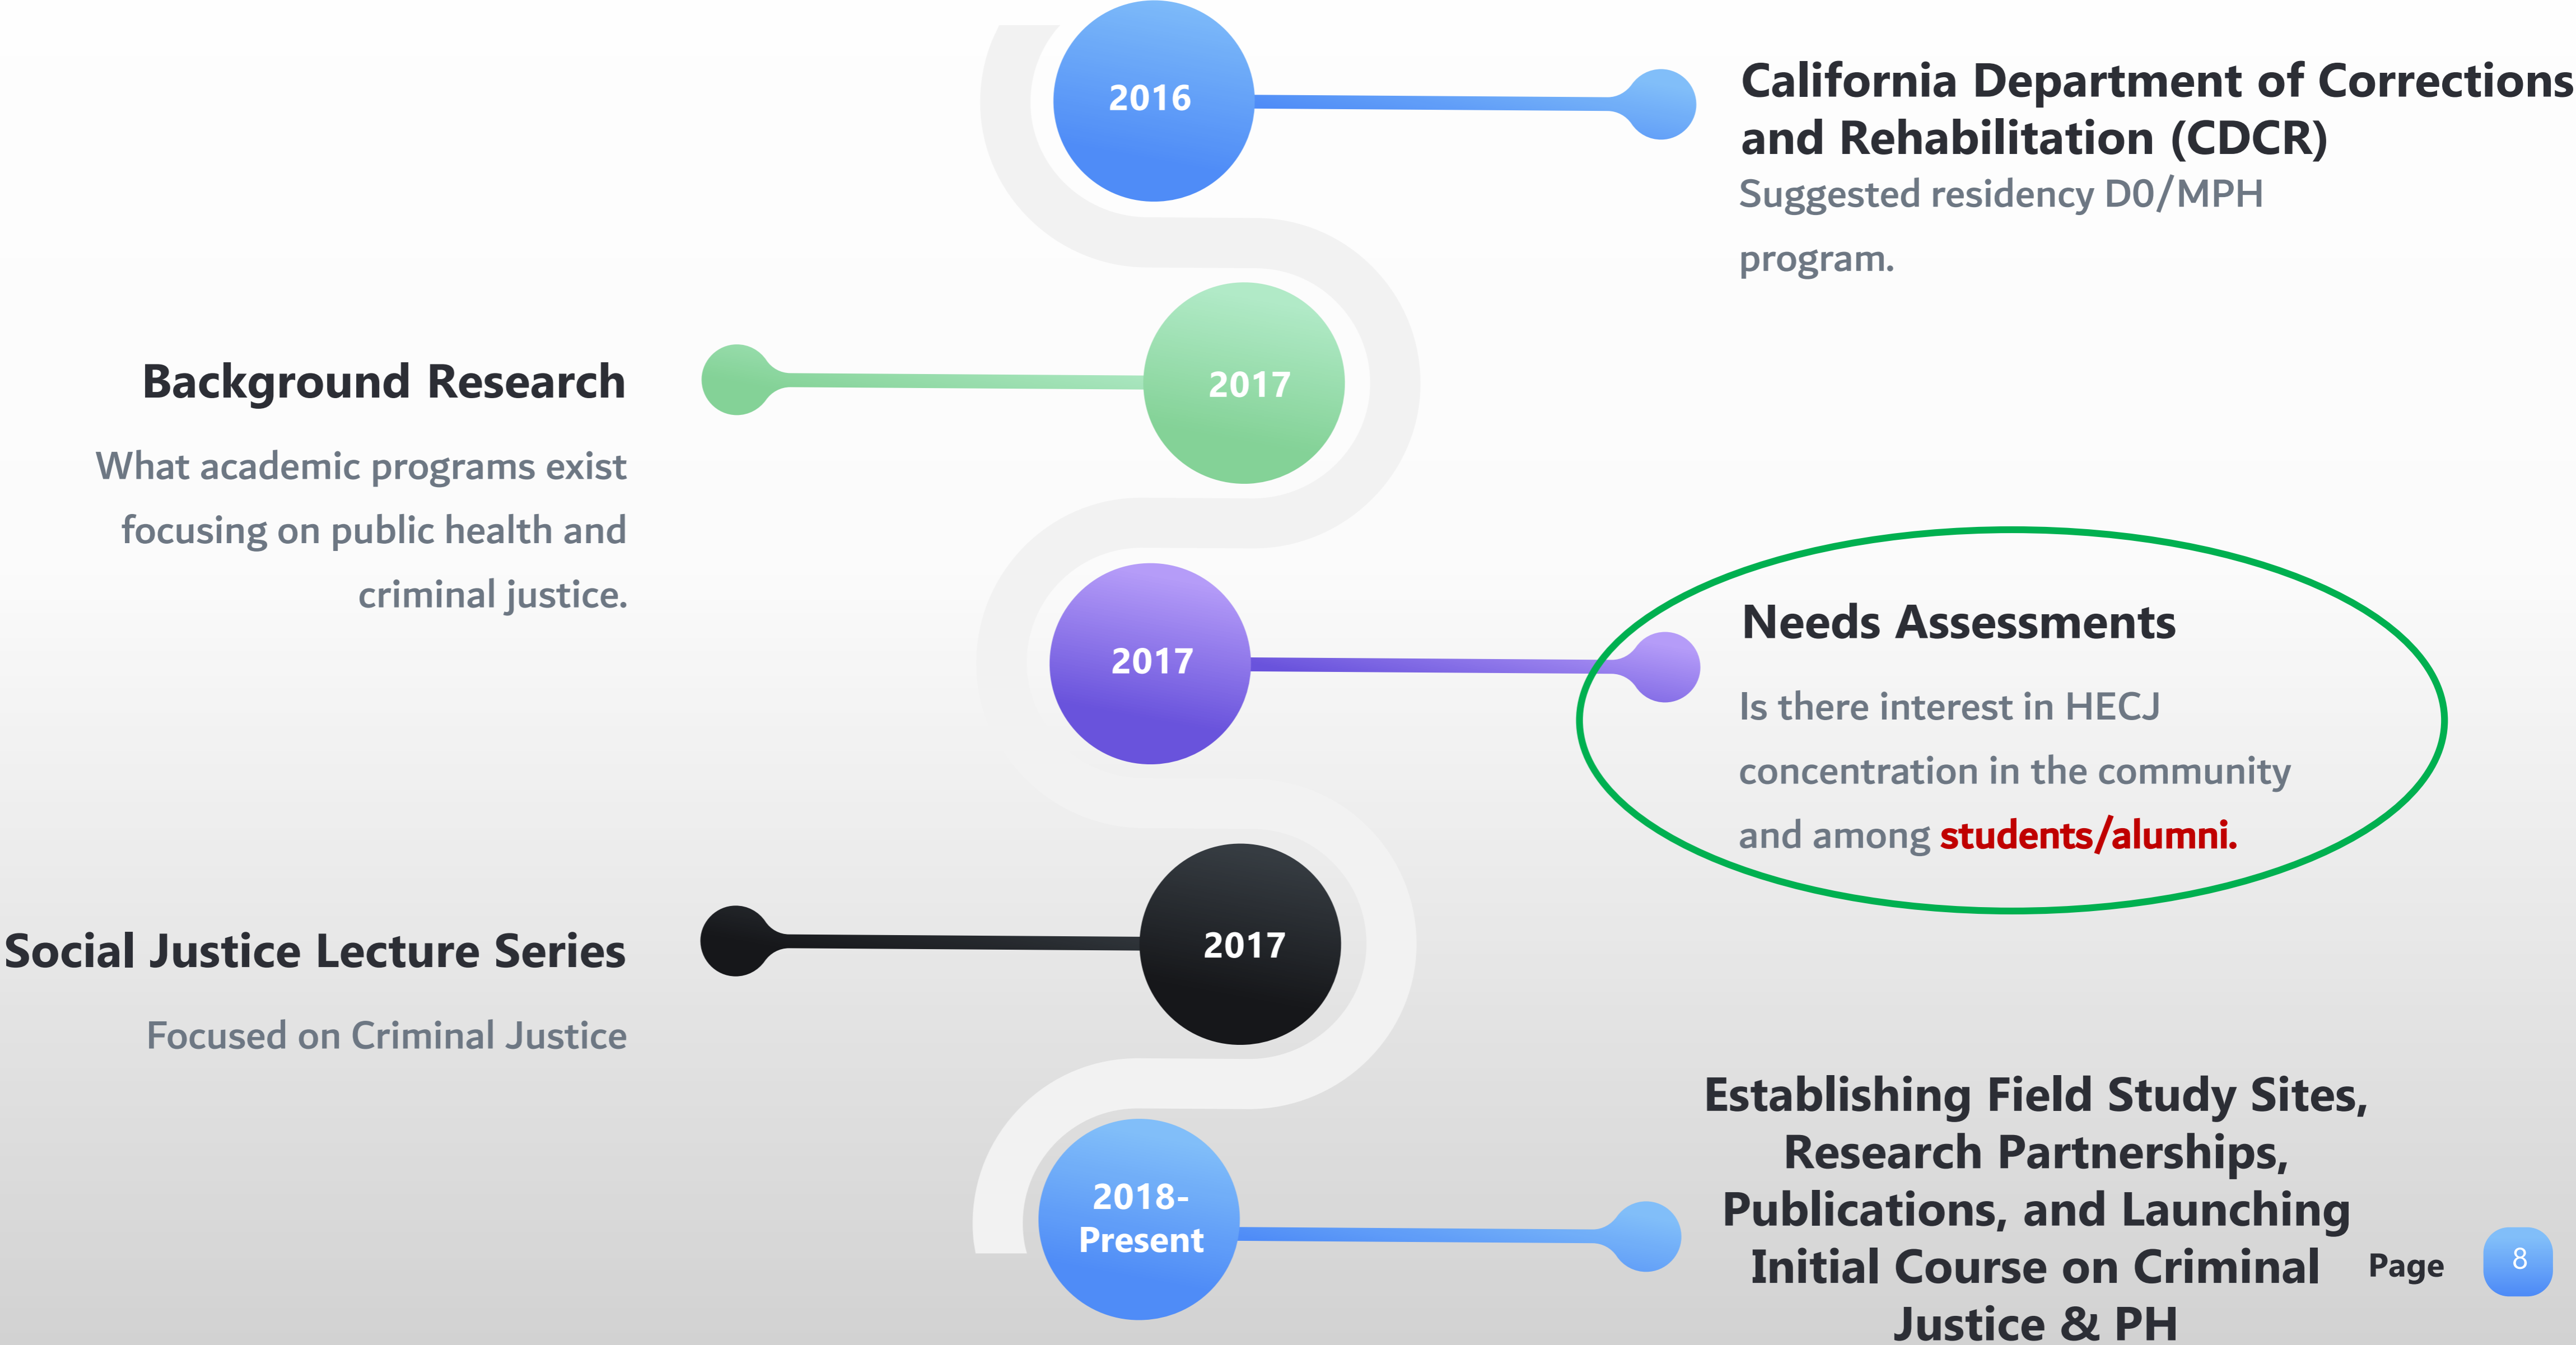 2016
California Department of Corrections
and Rehabilitation (CDCR)
Suggested residency D0/MPH
program.
2017
Background Research
What academic programs exist
focusing on public health and
criminal justice.
2017
Needs Assessments
Is there interest in HECJ
concentration in the community
and among students/alumni.
2017
Social Justice Lecture Series
Focused on Criminal Justice
2018-
Present
Establishing Field Study Sites,
Research Partnerships,
Publications, and Launching
Initial Course on Criminal
Justice & PH
Page 8